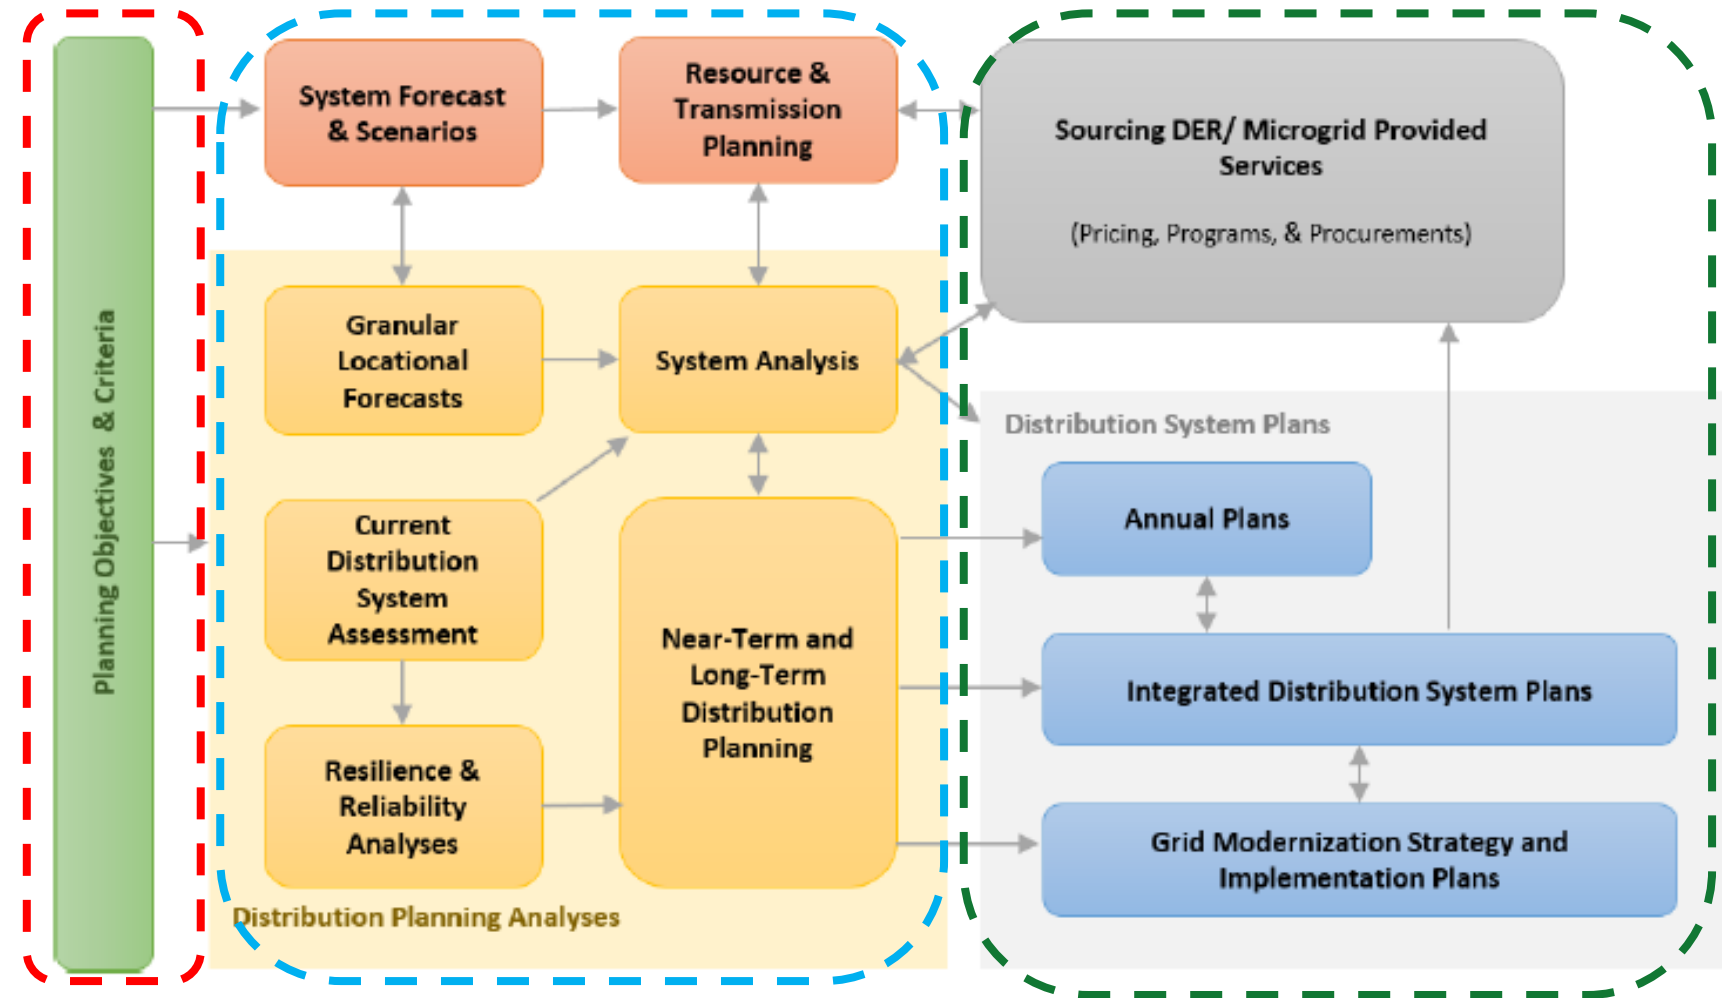 Planning Objectives & Criteria
System Forecast
& Scenarios
Resource &
Transmission
Planning
Sourcing DER/ Microgrid Provided
Services
(Pricing, Programs, & Procurements)
Granular
Locational
Forecasts
System Analysis
Current
Distribution
System
Assessment
Near-Term and
Long-Term
Distribution
Planning
Resilience &
Reliability
Analyses
Distribution Planning Analyses
Distribution System Plans
Annual Plans
Integrated Distribution System Plans
Grid Modernization Strategy and
Implementation Plans